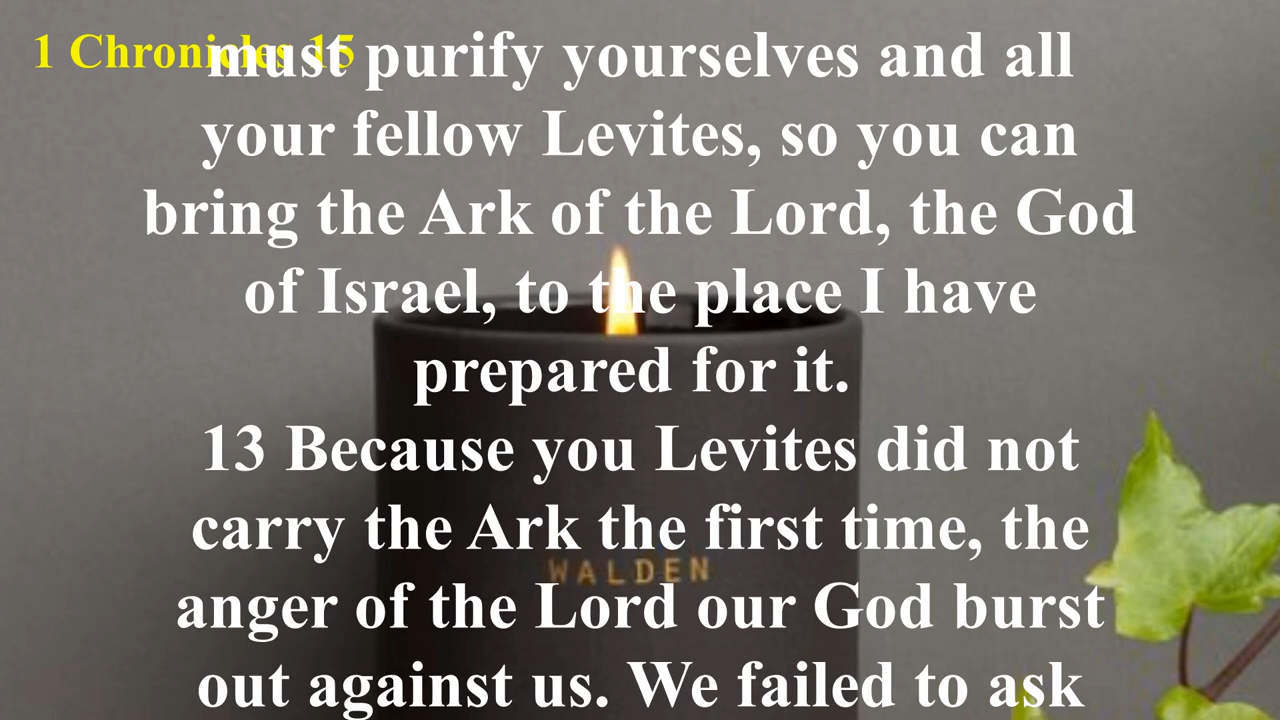 1 Chronicles 15
must purify yourselves and all
your fellow Levites, so you can
bring the Ark of the Lord, the God
of Israel, to the place I have
prepared for it.
13 Because you Levites did not
carry the Ark the first time, the
WALDEN
anger of the Lord our God burst
out against us. We failed to ask